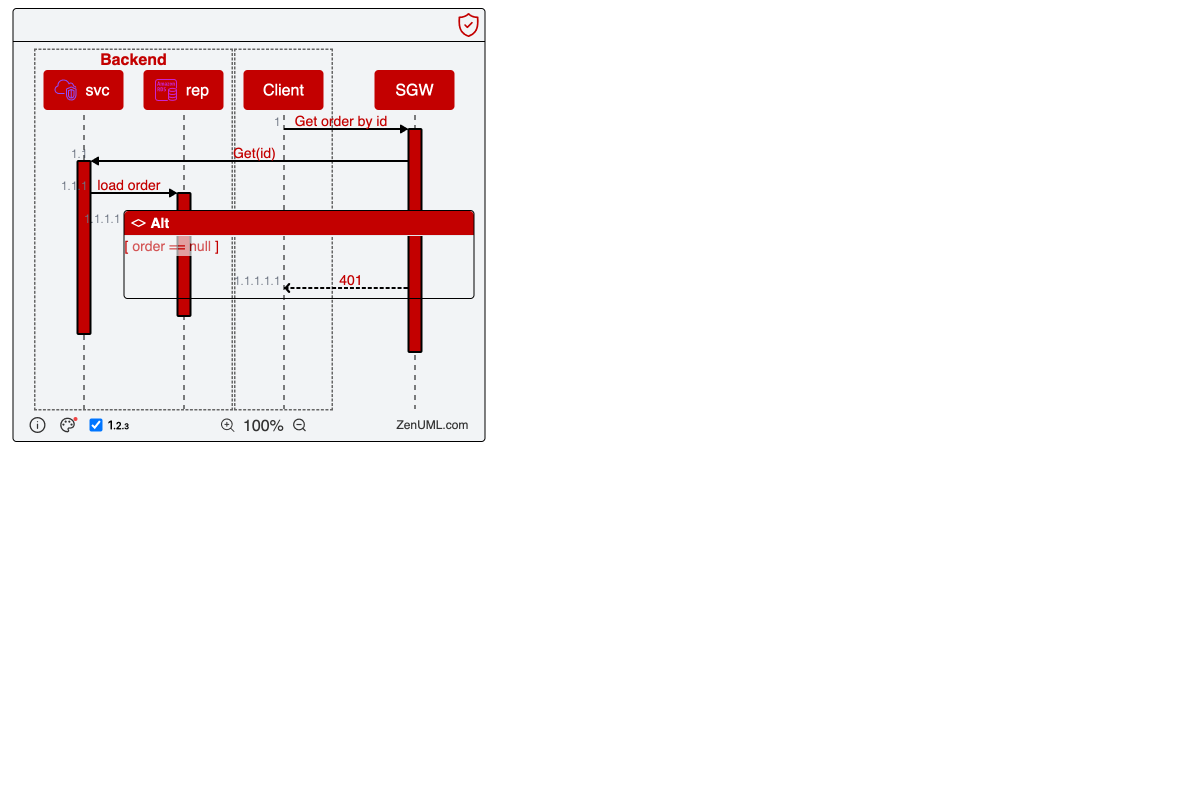 Backend
svc
rep
Client
SGW
1
Get order by id
1.1
Get(id)
1.1.1
load order
1.1.1.1
<> Alt
[ order == null ]
1.1.1.1.1
401
1.2.3
100%
ZenUML.com